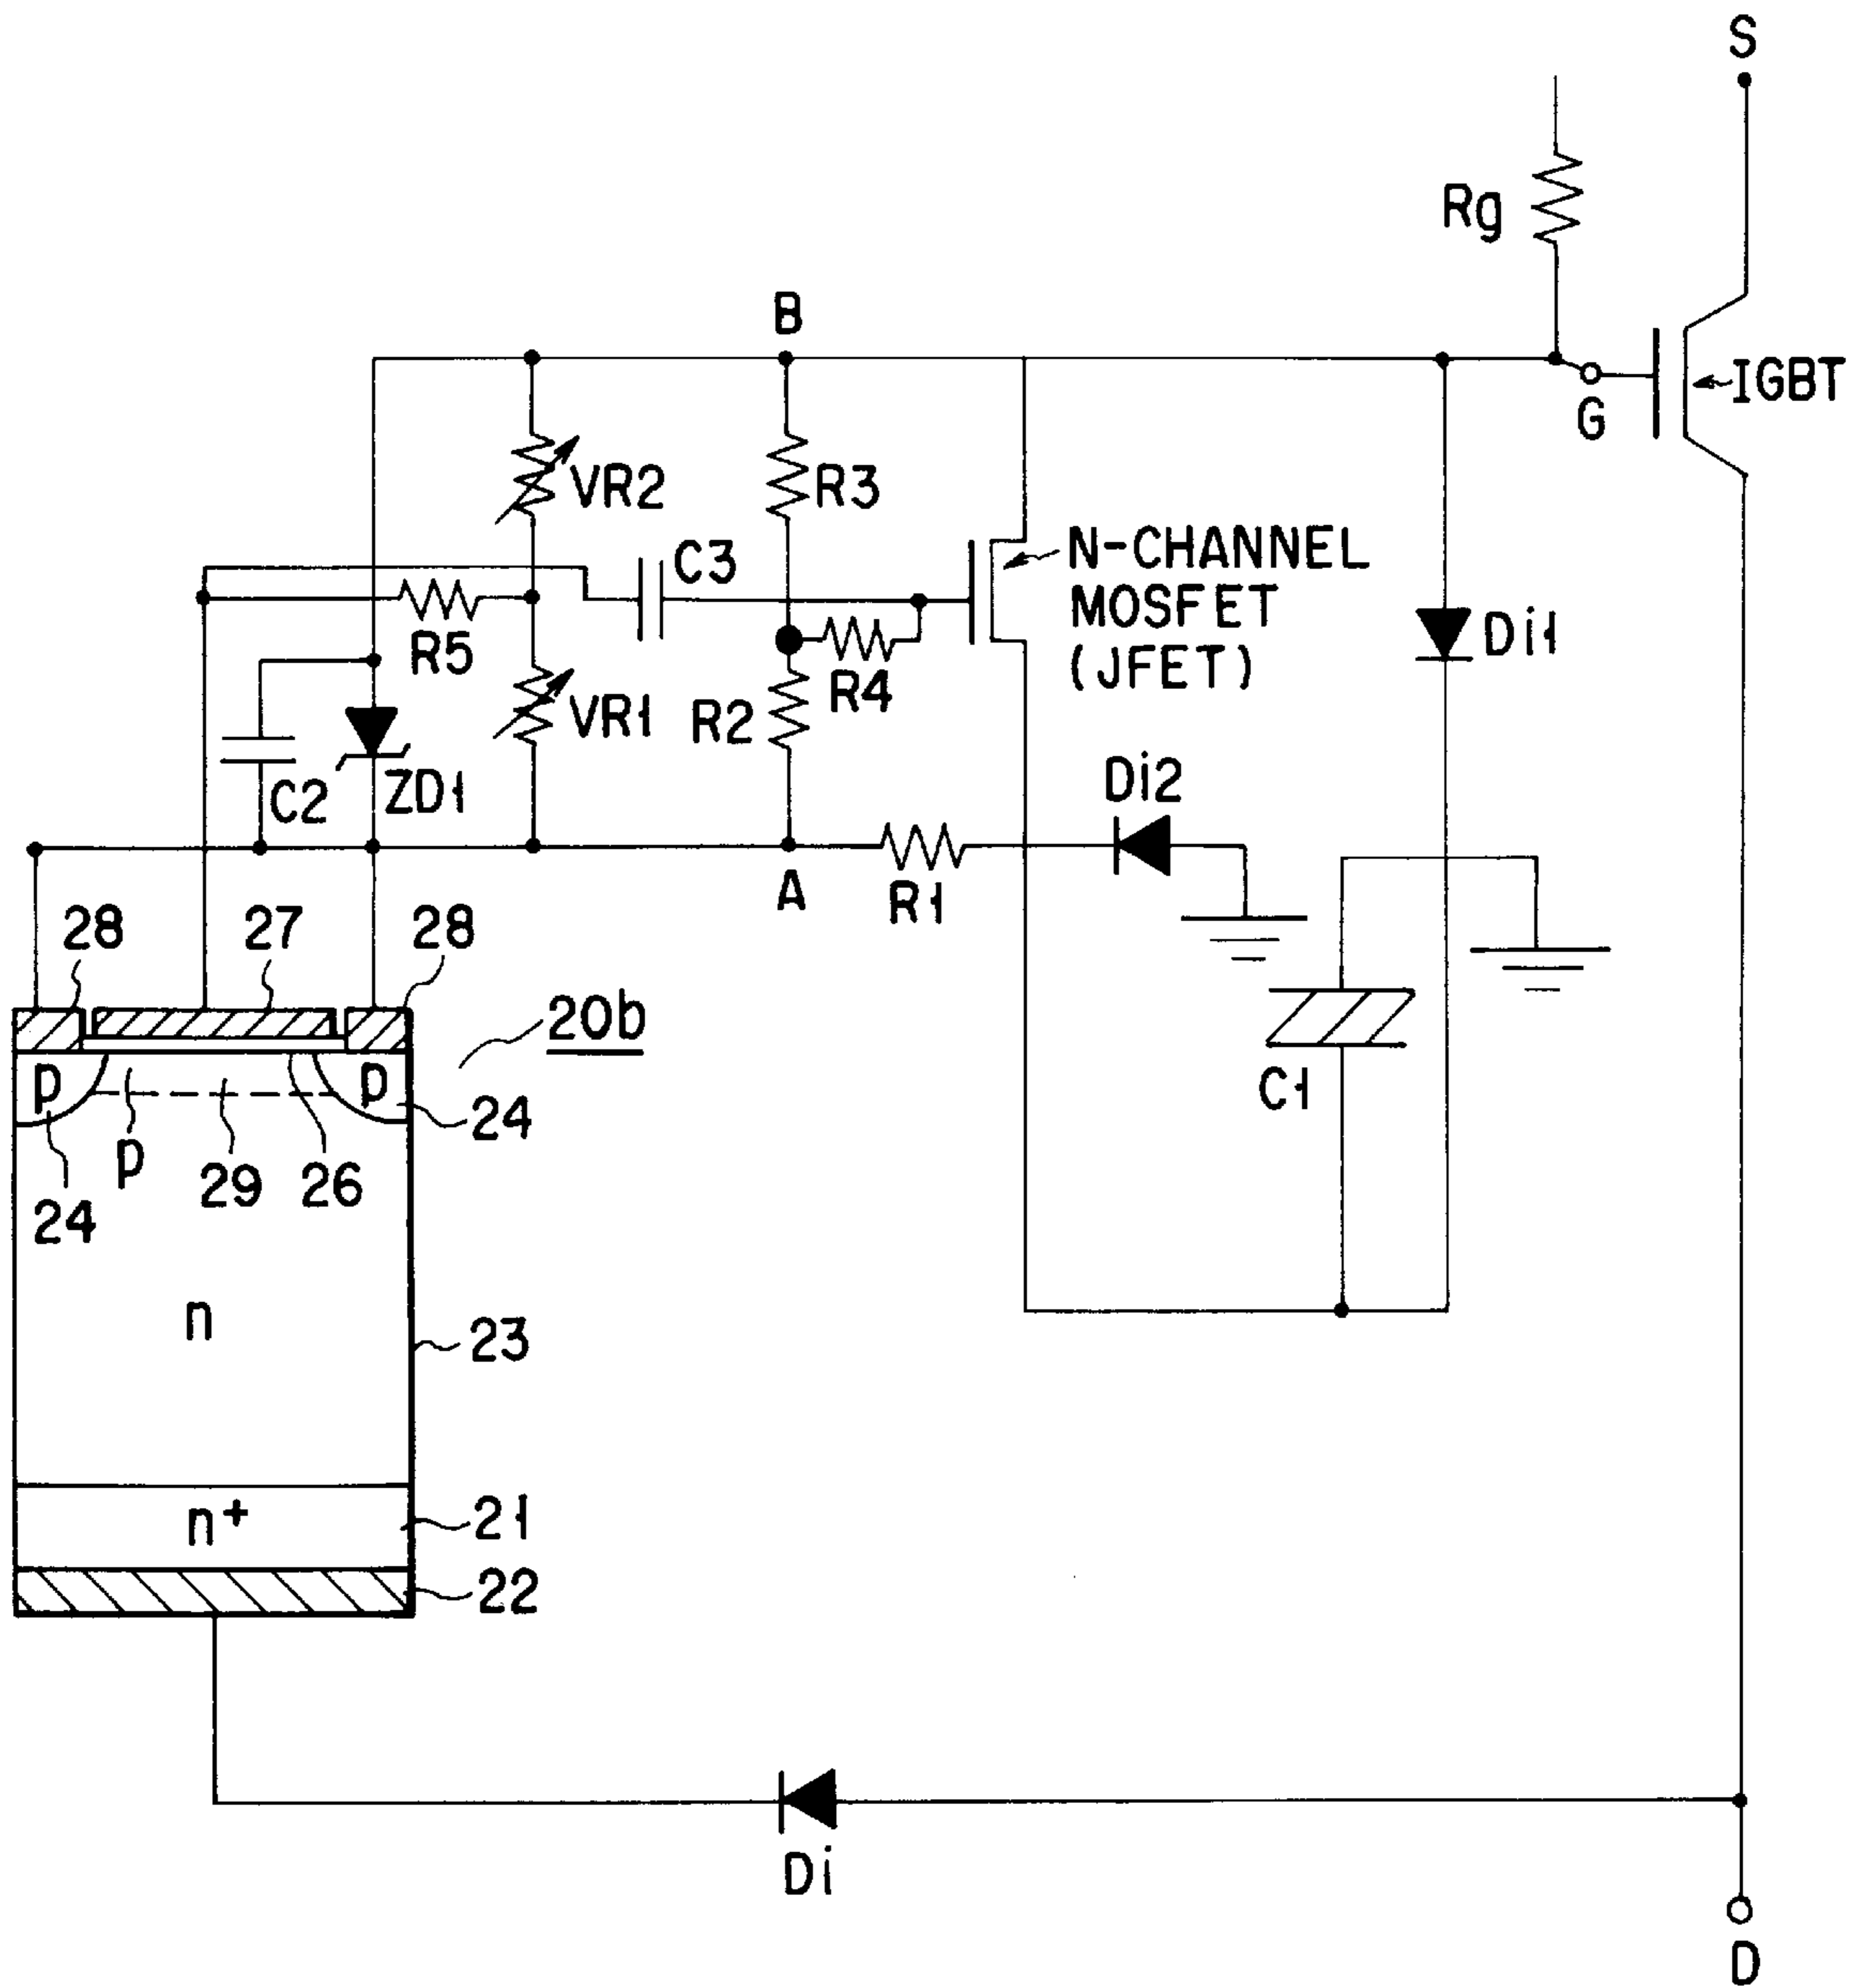 S
Rg
B
IGBT
G
VR2
R3
C3
N-CHANNEL
MOSFET
(JFET)
Di1
R5
R4
VR1
R2
C2
ZD1
Di2
A
R1
28
27
28
20b
p
p
24
C1
p
29
26
24
n
23
n+
21
22
Di
D